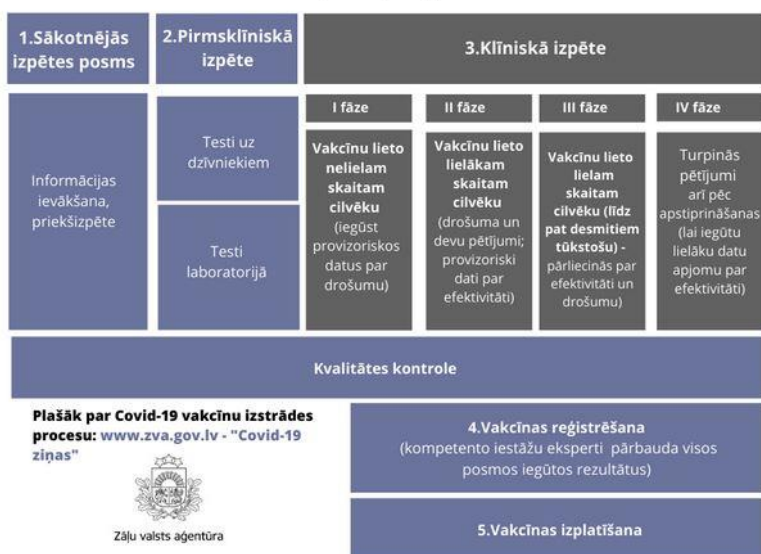 1.Sākotnējās
izpētes posms
2.Pirmsklīniskā
izpēte
3.Klīniskā izpēte
Informācijas
ievākšana,
priekšizpēte
Testi uz
dzīvniekiem
Testi
laboratorijā
I fāze
Vakcīnu lieto
nelielam
skaitam
cilvēku
(iegūst
provizoriskos
datus par
drošumu)
II fāze
Vakcīnu lieto
lielākam
skaitam
cilvēku
(drošuma un
devu pētījumi;
provizoriski
dati par
efektivitāti)
III fāze
Vakcīnu lieto
lielam
skaitam
cilvēku (līdz
pat desmitiem
tūkstošu) -
pārliecinās par
efektivitāti un
drošumu)
IV fāze
Turpinās
pētījumi
arī pēc
apstiprināšanas
(lai iegūtu
lielāku datu
apjomu par
efektivitāti)
Kvalitātes kontrole
Plašāk par Covid-19 vakcīnu izstrādes
procesu: www.zva.gov.lv - "Covid-19
ziņas"
Zāļu valsts aģentūra
4.Vakcīnas reģistrēšana
(kompetento iestāžu eksperti pārbauda visos
posmos iegūtos rezultātus)
5.Vakcīnas izplatīšana